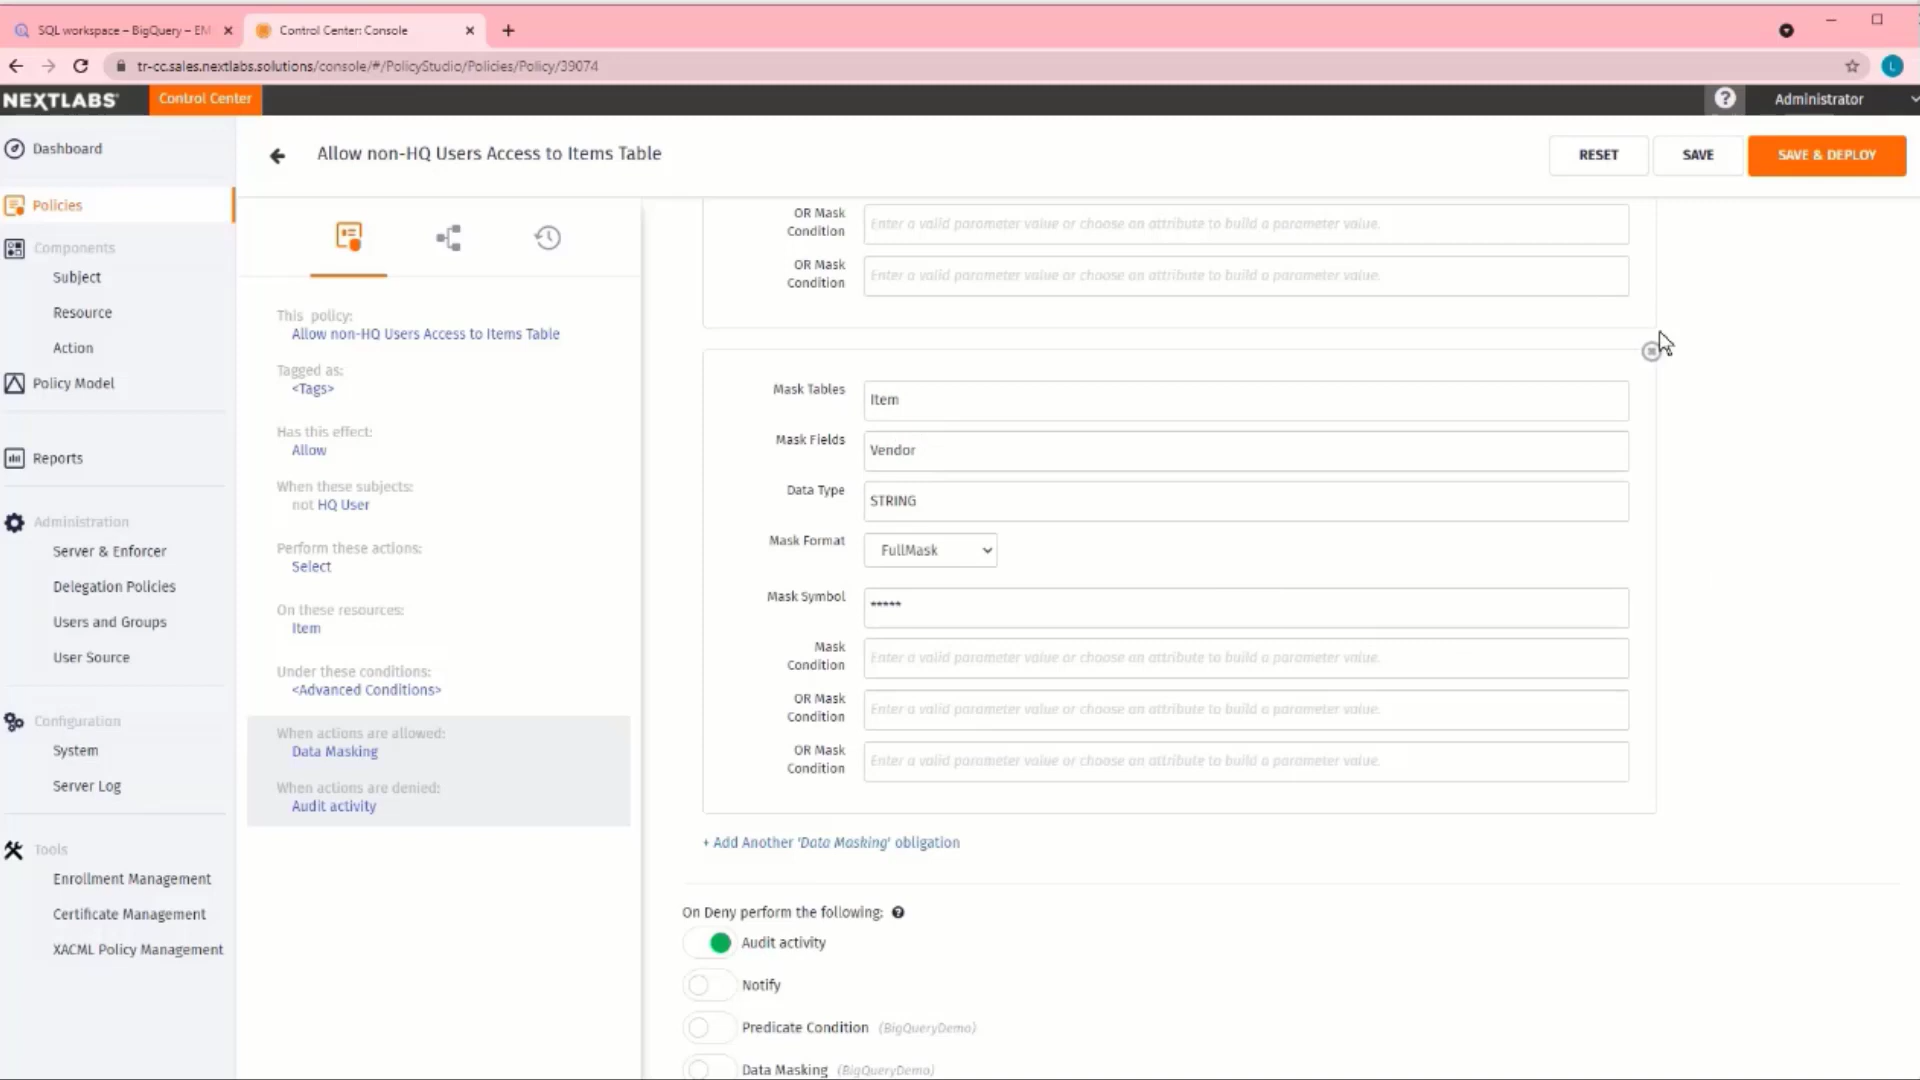 SQL workspace – BigQuery – EM
Control Center: Console
tr-cc.sales.nextlabs.solutions/console/#/PolicyStudio/Policies/Policy/39074
L
NEXTLABS
Control Center
?
Administrator
Dashboard
Policies
Components
Subject
Resource
Action
Policy Model
Reports
Administration
Server & Enforcer
Delegation Policies
Users and Groups
User Source
Configuration
System
Server Log
Tools
Enrollment Management
Certificate Management
XACML Policy Management
Allow non-HQ Users Access to Items Table
RESET
SAVE
SAVE & DEPLOY
This policy:
Allow non-HQ Users Access to Items Table
Tagged as:
<Tags>
Has this effect:
Allow
When these subjects:
not HQ User
Perform these actions:
Select
On these resources:
Item
Under these conditions:
<Advanced Conditions>
When actions are allowed:
Data Masking
When actions are denied:
Audit activity
OR Mask
Condition
Enter a valid parameter value or choose an attribute to build a parameter value.
OR Mask
Condition
Enter a valid parameter value or choose an attribute to build a parameter value.
Mask Tables
Item
Mask Fields
Vendor
Data Type
STRING
Mask Format
FullMask
Mask Symbol
*****
Mask
Condition
Enter a valid parameter value or choose an attribute to build a parameter value.
OR Mask
Condition
Enter a valid parameter value or choose an attribute to build a parameter value.
OR Mask
Condition
Enter a valid parameter value or choose an attribute to build a parameter value.
+ Add Another 'Data Masking' obligation
On Deny perform the following: ?
Audit activity
Notify
Predicate Condition (BigQueryDemo)
Data Masking (BigQueryDemo)